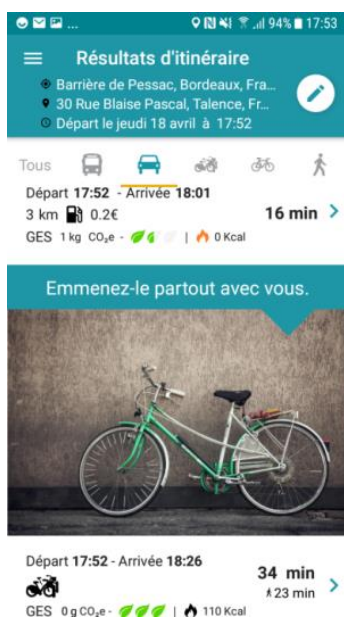 ... 94% 17:53
Résultats d'itinéraire
Barrière de Pessac, Bordeaux, Fra...
30 Rue Blaise Pascal, Talence, Fr...
Départ le jeudi 18 avril à 17:52
Tous
Départ 17:52 - Arrivée 18:01
3 km 0.2€ 16 min >
GES 1 kg CO₂e - | 0 Kcal
Emmenez-le partout avec vous.
Départ 17:52 - Arrivée 18:26
34 min >
23 min
GES 0 g CO₂e - | 110 Kcal